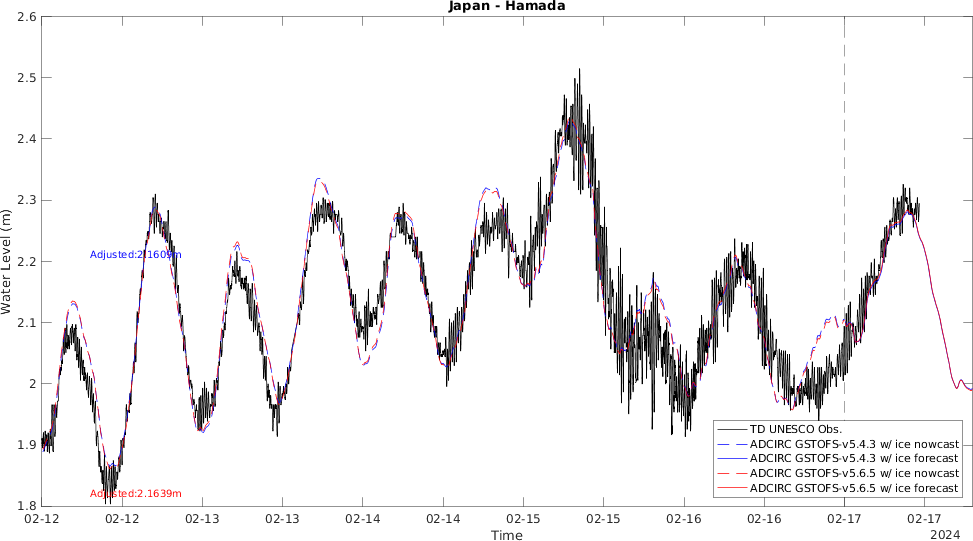 Japan - Hamada
2.6
2.5
2.4
2.3
2.2
2.1
2
1.9
1.8
Water Level (m)
Adjusted:2.1609m
Adjusted:2.1639m
TD UNESCO Obs.
ADCIRC GSTOFS-v5.4.3 w/ ice nowcast
ADCIRC GSTOFS-v5.4.3 w/ ice forecast
ADCIRC GSTOFS-v5.6.5 w/ ice nowcast
ADCIRC GSTOFS-v5.6.5 w/ ice forecast
02-12 02-12 02-13 02-13 02-14 02-14 02-15 02-15 02-16 02-16 02-17 02-17
Time
2024